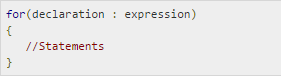 for(declaration : expression)
{
   //Statements
}